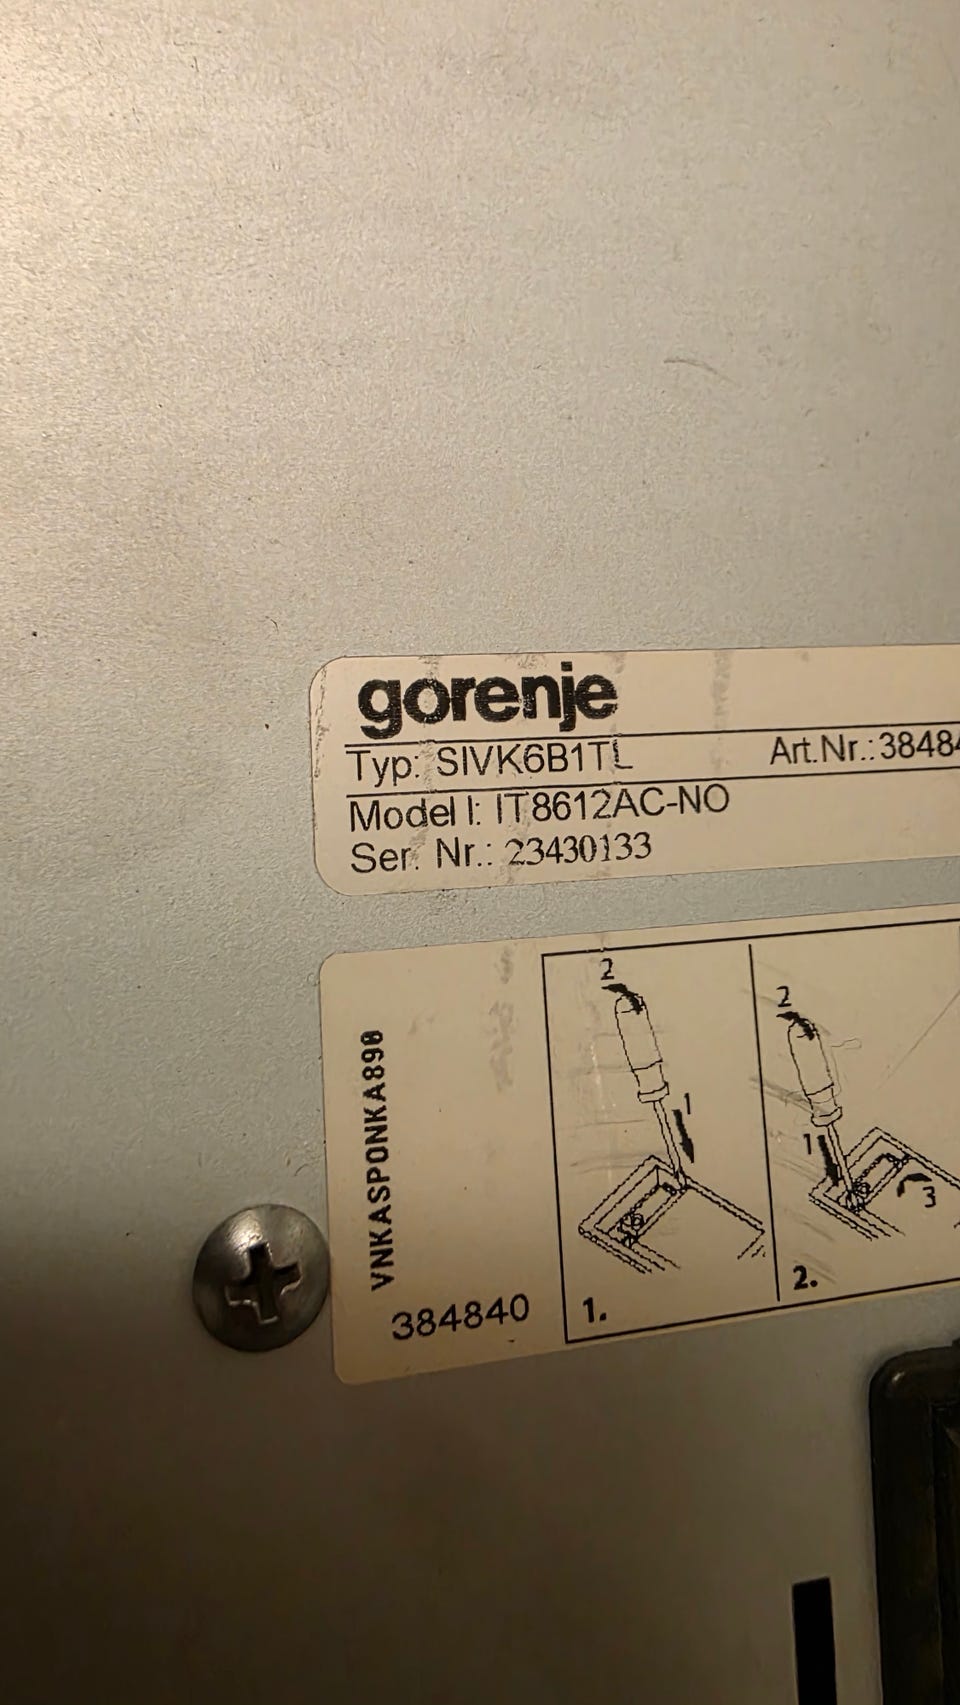 gorenje
Typ: SIVK6B1TL Art.Nr.:38484
Model I: IT8612AC-NO
Ser. Nr.: 23430133
VNKASPONKA890
384840
2
1
1.
2
1
3
2.